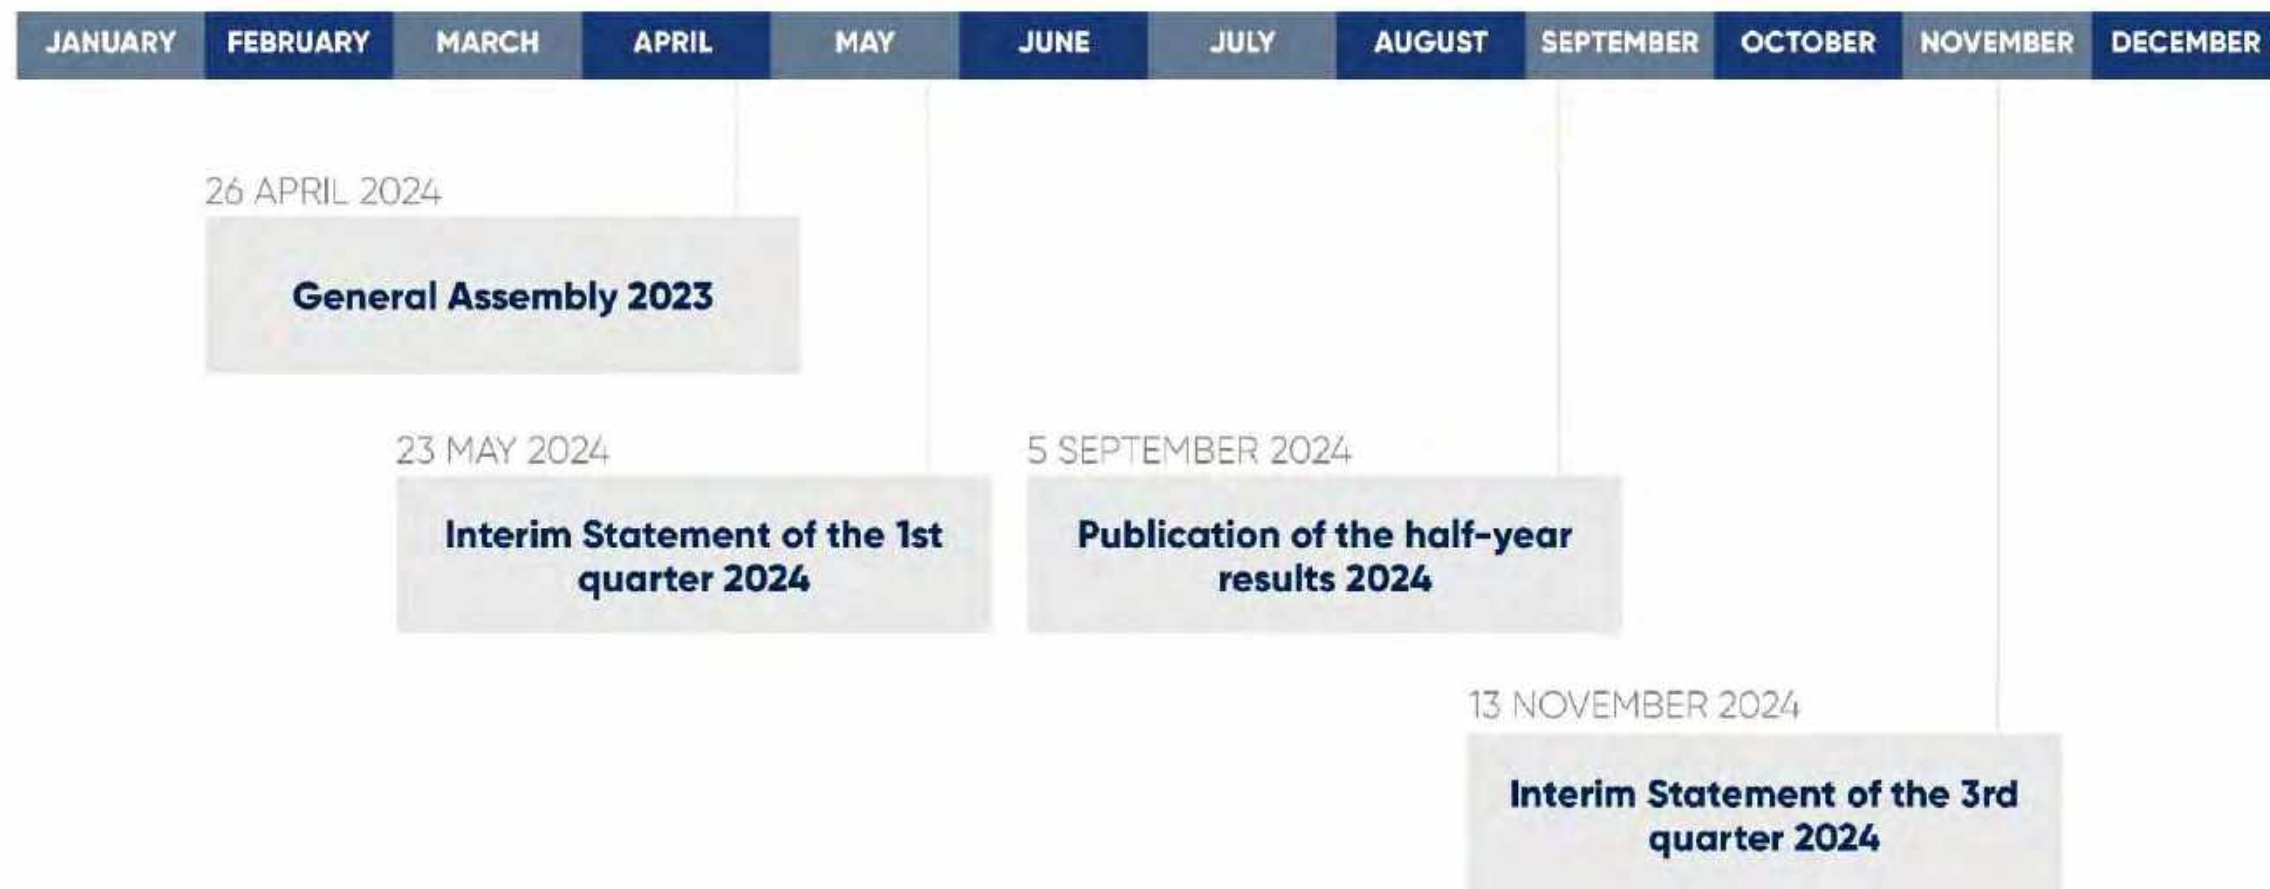 JANUARY FEBRUARY MARCH APRIL MAY JUNE JULY AUGUST SEPTEMBER OCTOBER NOVEMBER DECEMBER
26 APRIL 2024
General Assembly 2023
23 MAY 2024
Interim Statement of the 1st
quarter 2024
5 SEPTEMBER 2024
Publication of the half-year
results 2024
13 NOVEMBER 2024
Interim Statement of the 3rd
quarter 2024